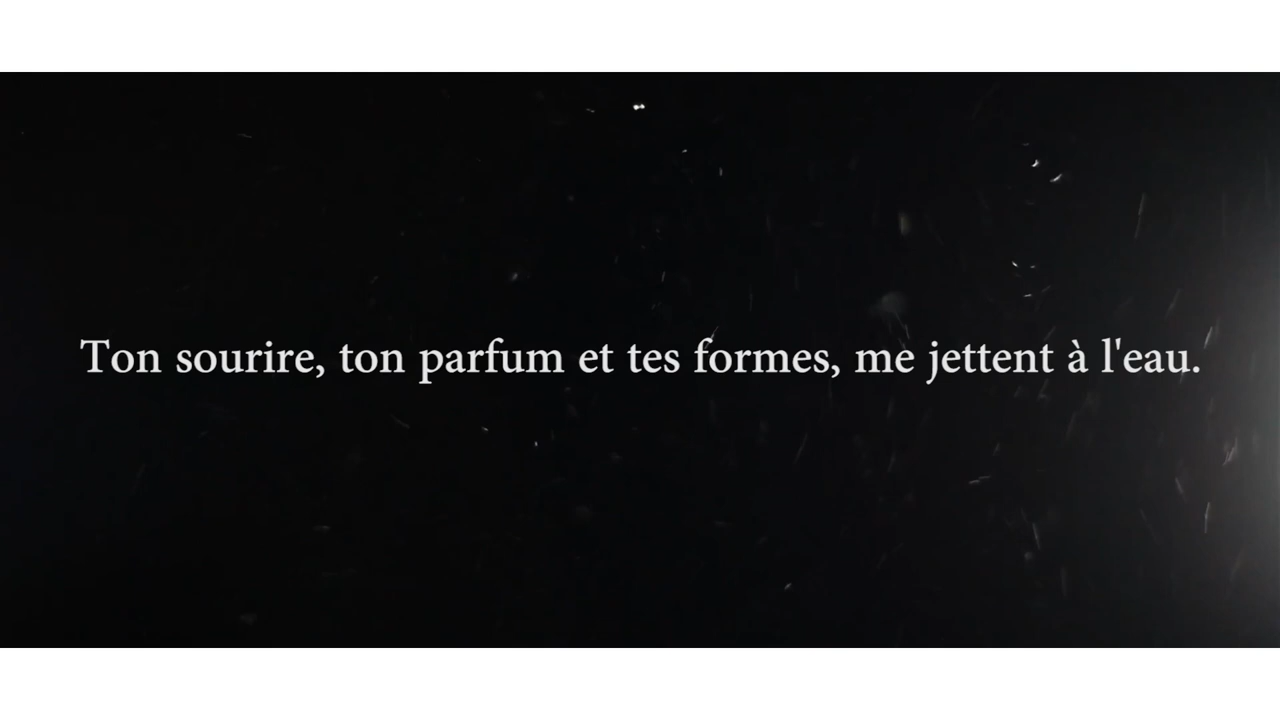 Ton sourire, ton parfum et tes formes, me jettent à l'eau.